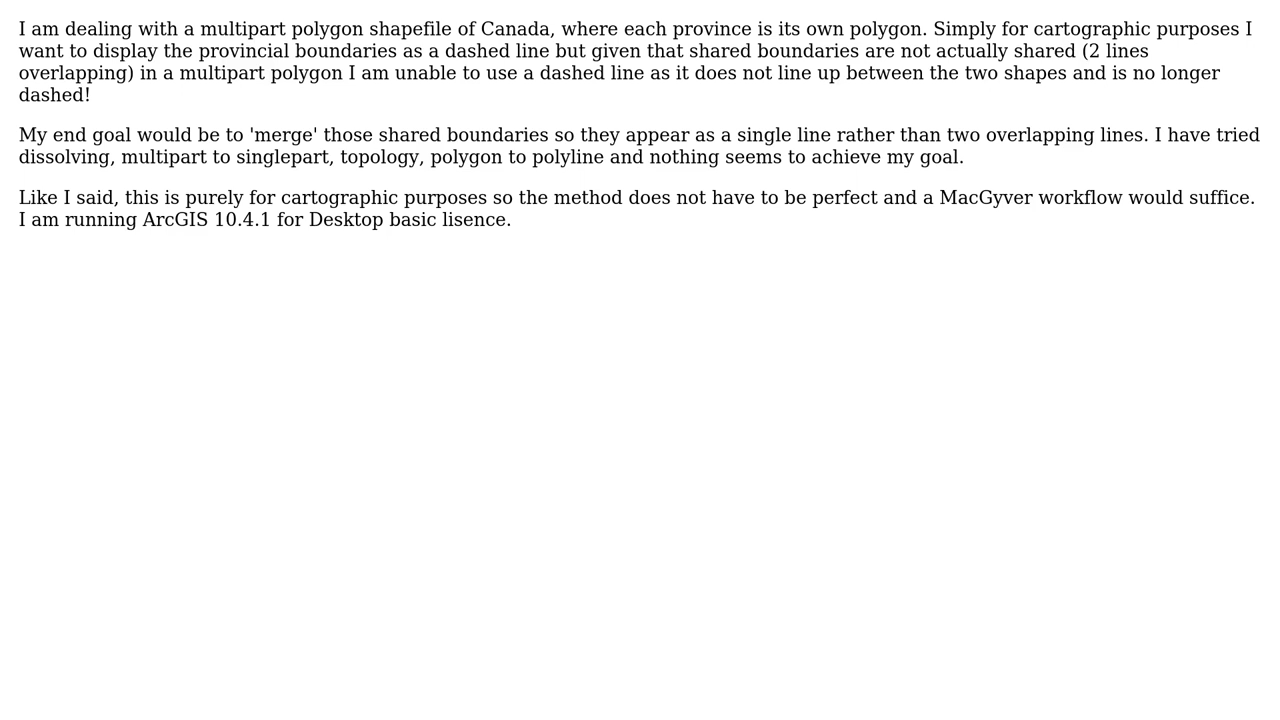 I am dealing with a multipart polygon shapefile of Canada, where each province is its own polygon. Simply for cartographic purposes I
want to display the provincial boundaries as a dashed line but given that shared boundaries are not actually shared (2 lines
overlapping) in a multipart polygon I am unable to use a dashed line as it does not line up between the two shapes and is no longer
dashed!
My end goal would be to 'merge' those shared boundaries so they appear as a single line rather than two overlapping lines. I have tried
dissolving, multipart to singlepart, topology, polygon to polyline and nothing seems to achieve my goal.
Like I said, this is purely for cartographic purposes so the method does not have to be perfect and a MacGyver workflow would suffice.
I am running ArcGIS 10.4.1 for Desktop basic lisence.